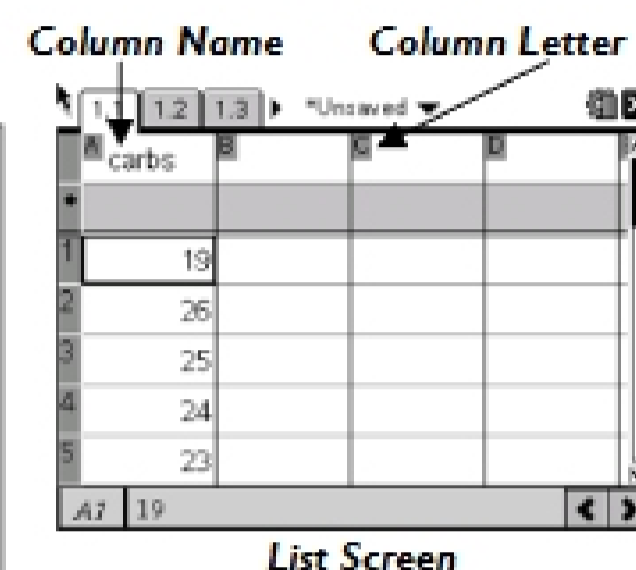 Column Name Column Letter
1.1 1.2 1.3 *Unsaved
A carbs B C D
1 19
2 26
3 25
4 24
5 23
A1 19
List Screen